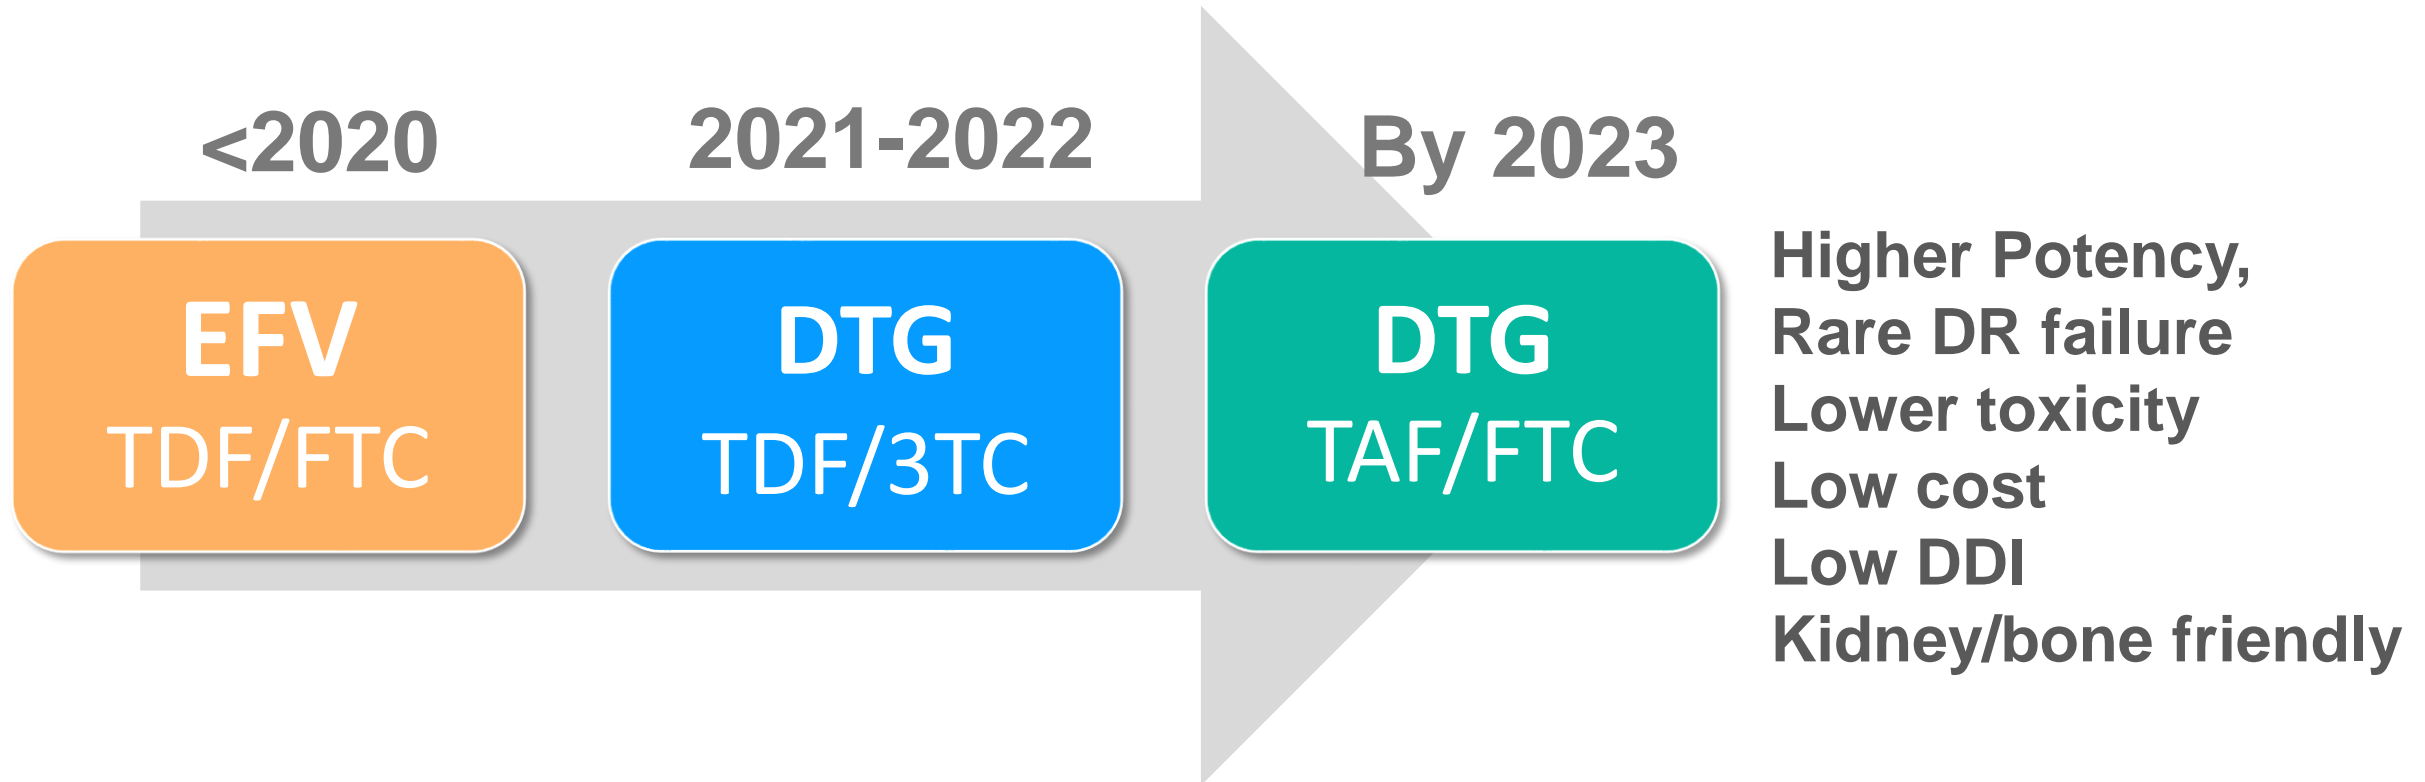 <2020
2021-2022
By 2023
EFV
TDF/FTC
DTG
TDF/3TC
DTG
TAF/FTC
Higher Potency,
Rare DR failure
Lower toxicity
Low cost
Low DDI
Kidney/bone friendly